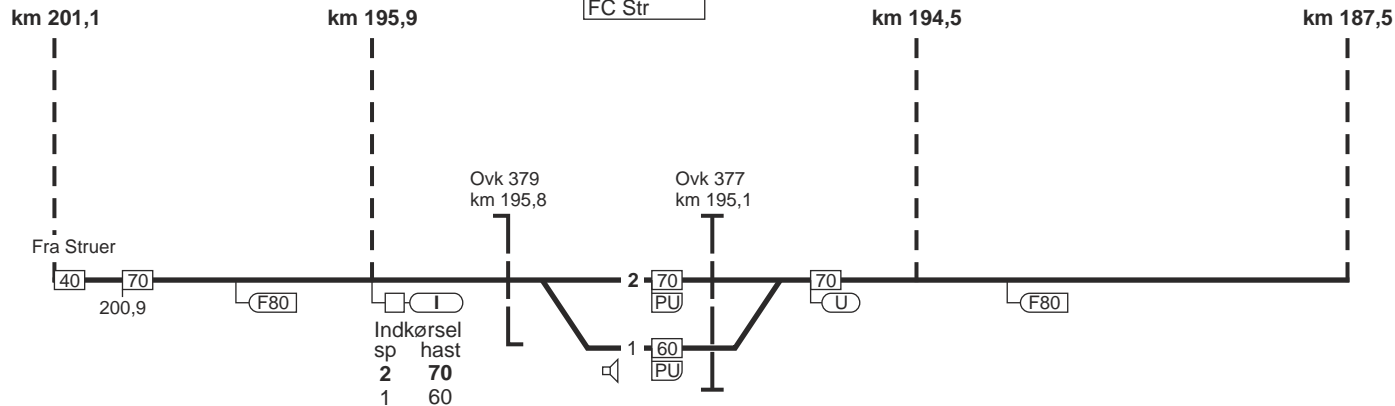 FC Str
km 201,1
km 195,9
km 194,5
km 187,5
Ovk 379
km 195,8
Ovk 377
km 195,1
Fra Struer
40
70
2
70
70
200,9
F80
I
PU
U
F80
Indkørsel
sp hast
2 70
1 60
1
60
PU